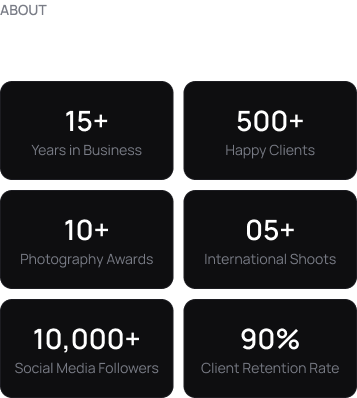 ABOUT
15+
Years in Business
500+
Happy Clients
10+
Photography Awards
05+
International Shoots
10,000+
Social Media Followers
90%
Client Retention Rate